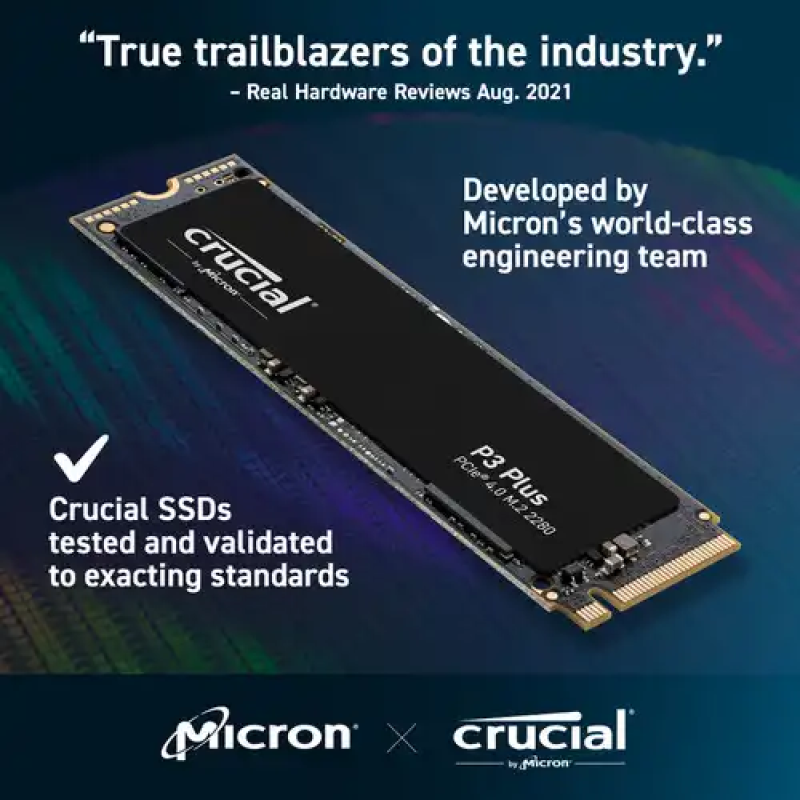 “True trailblazers of the industry.”
– Real Hardware Reviews Aug. 2021
Developed by
Micron’s world-class
engineering team
crucial®
by Micron®
P3 Plus
PCIe® 4.0 M.2 2280
Crucial SSDs
tested and validated
to exacting standards
Micron® × crucial®
by Micron®